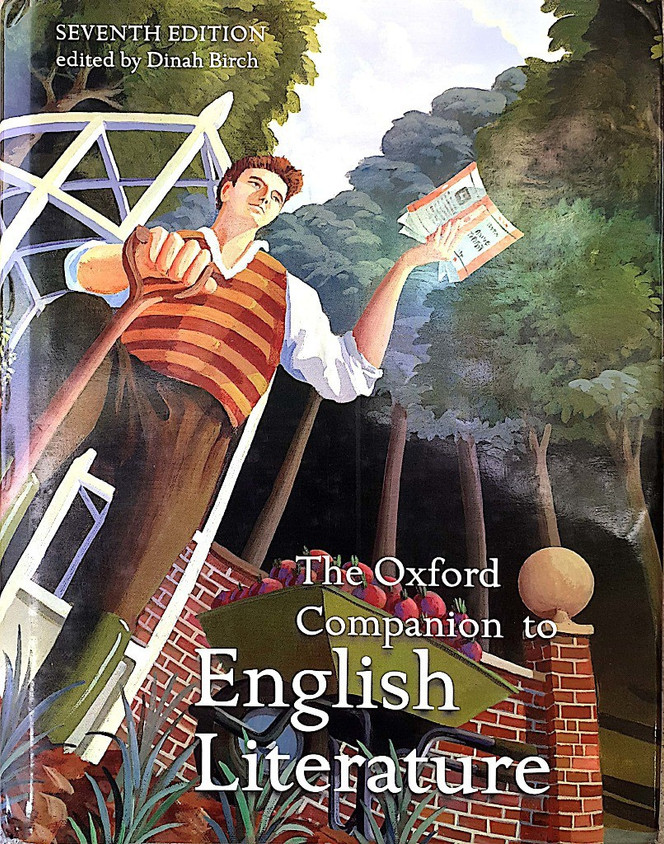 SEVENTH EDITION
edited by Dinah Birch
The Oxford
Companion to
English
Literature